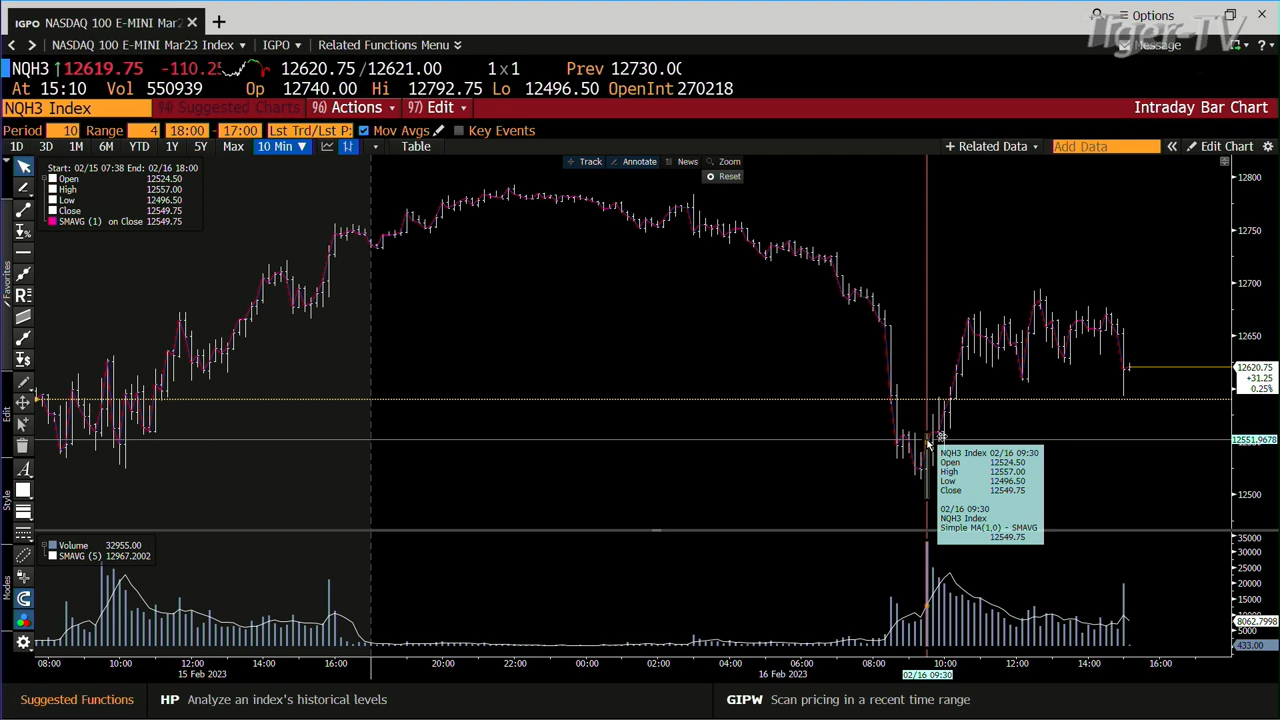 IGPO NASDAQ 100 E-MINI Mar2
Options
Tiger-TV
NASDAQ 100 E-MINI Mar23 Index IGPO Related Functions Menu Message
NQH3 ↑12619.75 -110.25 12620.75/12621.00 1x1 Prev 12730.00
At 15:10 Vol 550939 Op 12740.00 Hi 12792.75 Lo 12496.50 OpenInt 270218
NQH3 Index 94) Suggested Charts 96) Actions 97) Edit Intraday Bar Chart
Period 10 Range 4 18:00 - 17:00 Lst Trd/Lst P: Mov Avgs Key Events
1D 3D 1M 6M YTD 1Y 5Y Max 10 Min ▼ Table + Related Data Add Data « Edit Chart
Track Annotate News Zoom
Reset
Start: 02/15 07:38 End: 02/16 18:00
Open 12524.50
High 12557.00
Low 12496.50
Close 12549.75
SMAVG (1) on Close 12549.75
12800
12750
12700
12650
12620.75
+31.25
0.25%
12551.9678
12500
Favorites
Edit
Style
Modes
NQH3 Index 02/16 09:30
Open 12524.50
High 12557.00
Low 12496.50
Close 12549.75
02/16 09:30
NQH3 Index
Simple MA(1,0) - SMAVG
12549.75
Volume 32955.00
SMAVG (5) 12967.2002
35000
30000
25000
20000
15000
8062.7998
5000
433.00
08:00 10:00 12:00 14:00 16:00 20:00 22:00 00:00 02:00 04:00 06:00 08:00 10:00 12:00 14:00 16:00
15 Feb 2023 16 Feb 2023 02/16 09:30
Suggested Functions HP Analyze an index's historical levels GIPW Scan pricing in a recent time range